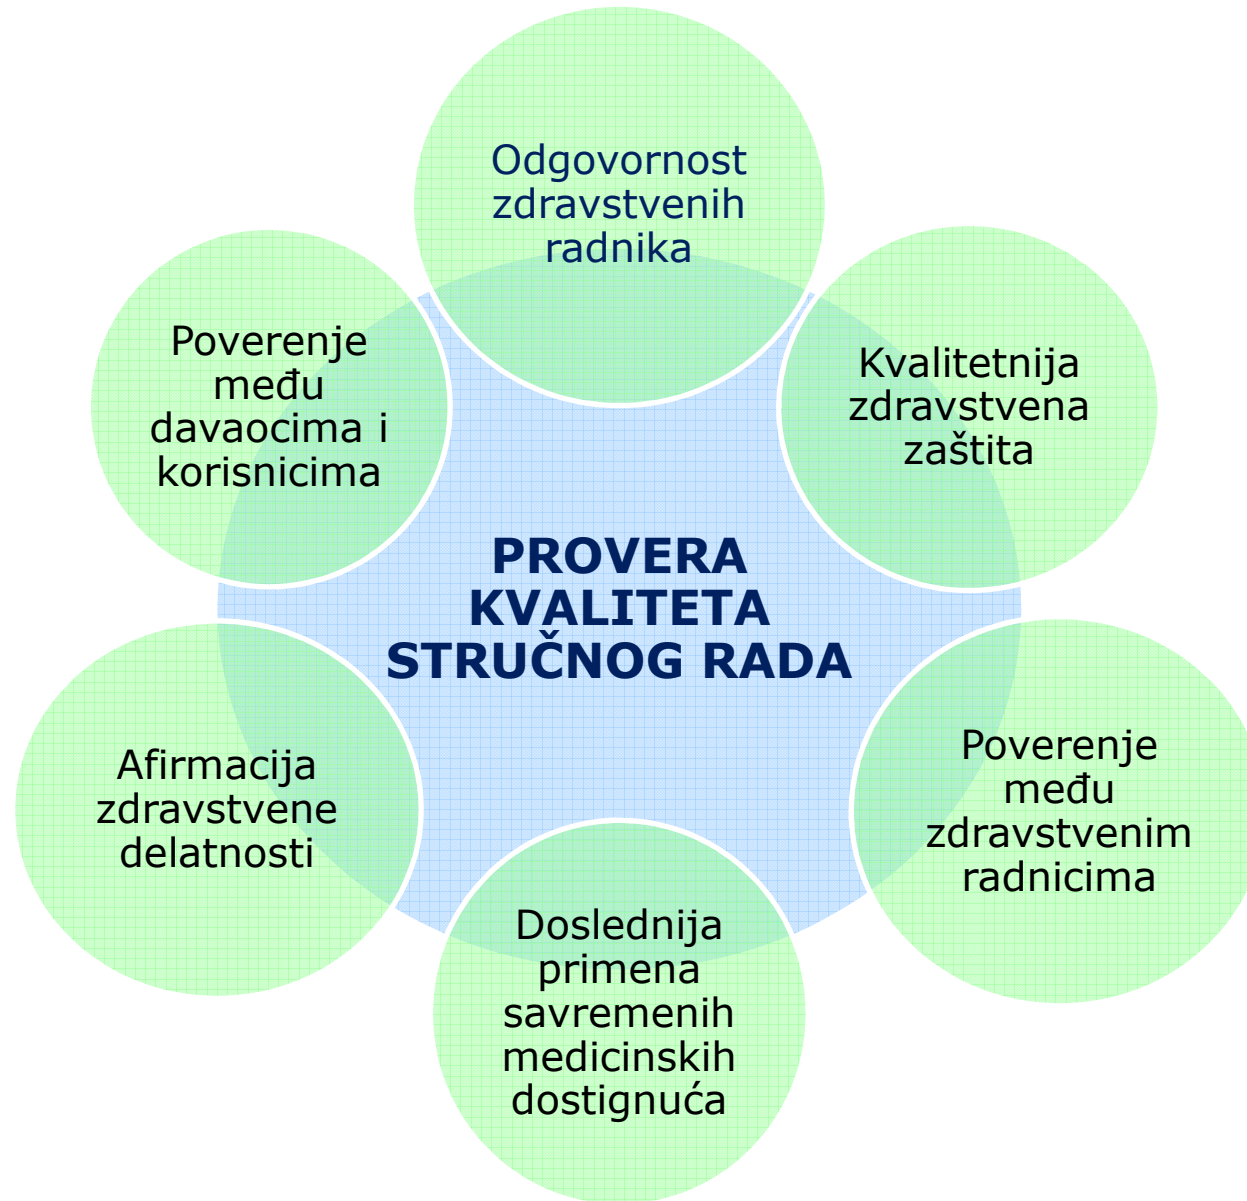 Odgovornost
zdravstvenih
radnika
Poverenje
među
davaocima i
korisnicima
Kvalitetnija
zdravstvena
zaštita
PROVERA
KVALITETA
STRUČNOG RADA
Afirmacija
zdravstvene
delatnosti
Poverenje
među
zdravstvenim
radnicima
Doslednija
primena
savremenih
medicinskih
dostignuća